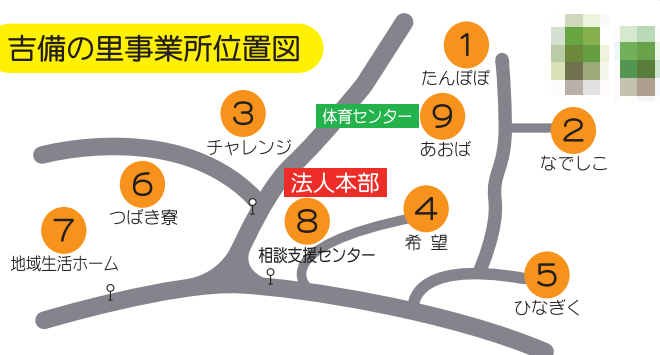 吉備の里事業所位置図
1
たんぽぽ
3
チャレンジ
体育センター
9
あおば
2
なでしこ
6
つばき寮
法人本部
8
相談支援センター
4
希 望
7
地域生活ホーム
5
ひなぎく